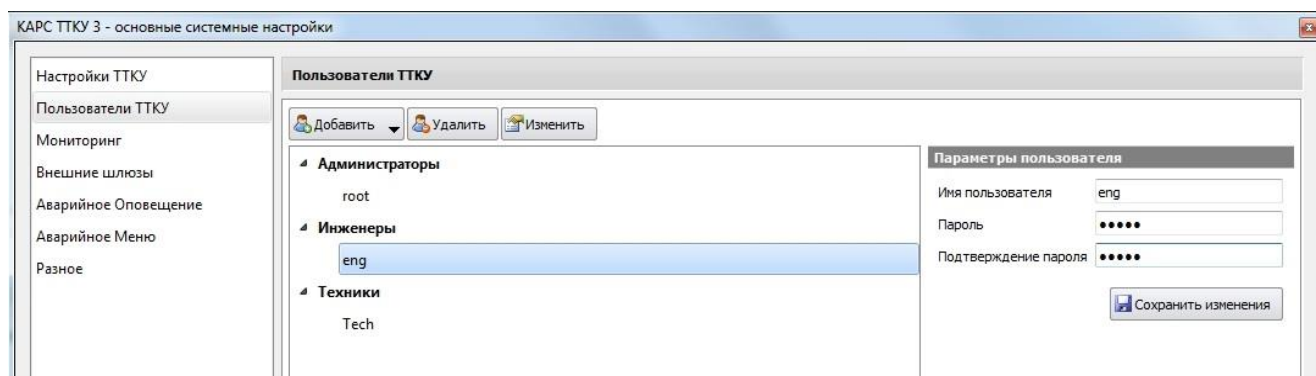 КАРС ТТКУ 3 - основные системные настройки
Настройки ТТКУ
Пользователи ТТКУ
Мониторинг
Внешние шлюзы
Аварийное Оповещение
Аварийное Меню
Разное
Пользователи ТТКУ
Добавить
Удалить
Изменить
Администраторы
root
Инженеры
eng
Техники
Tech
Параметры пользователя
Имя пользователя eng
Пароль •••••
Подтверждение пароля •••••
Сохранить изменения